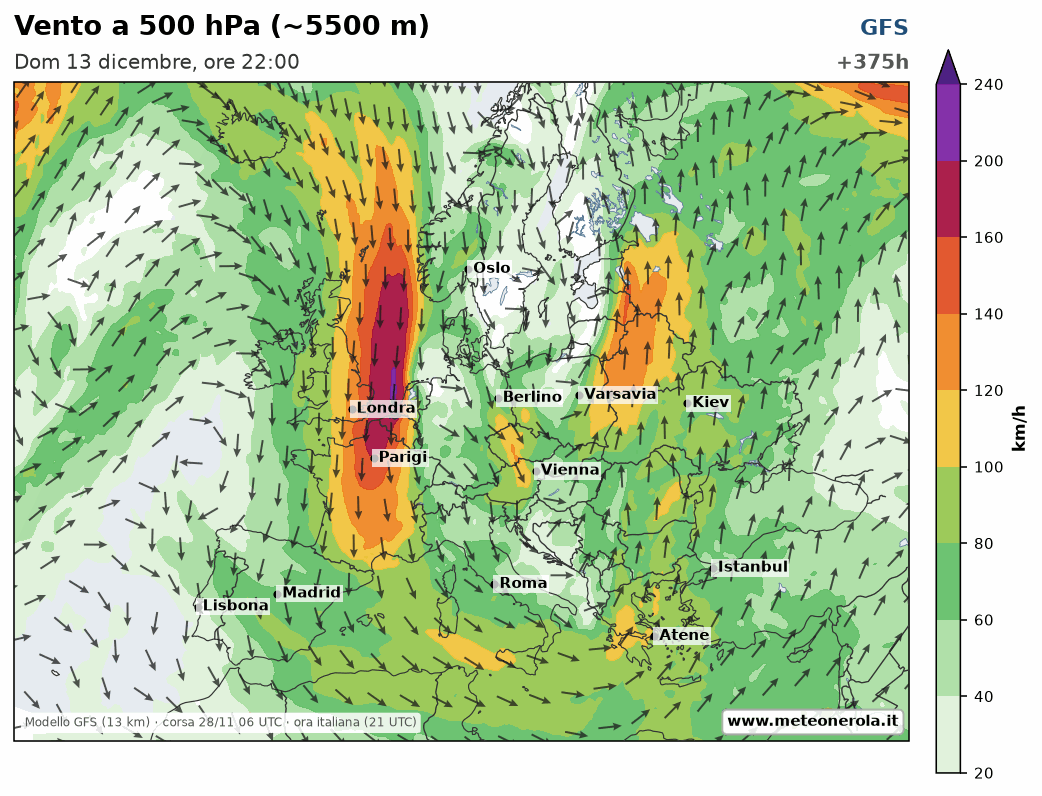 Vento a 500 hPa (~5500 m)
GFS
Dom 13 dicembre, ore 22:00
+375h
240
200
160
140
120
100
80
60
40
20
km/h
Oslo
Londra
Berlino
Varsavia
Kiev
Parigi
Vienna
Istanbul
Roma
Madrid
Lisbona
Atene
Modello GFS (13 km) · corsa 28/11 06 UTC · ora italiana (21 UTC)
www.meteonerola.it